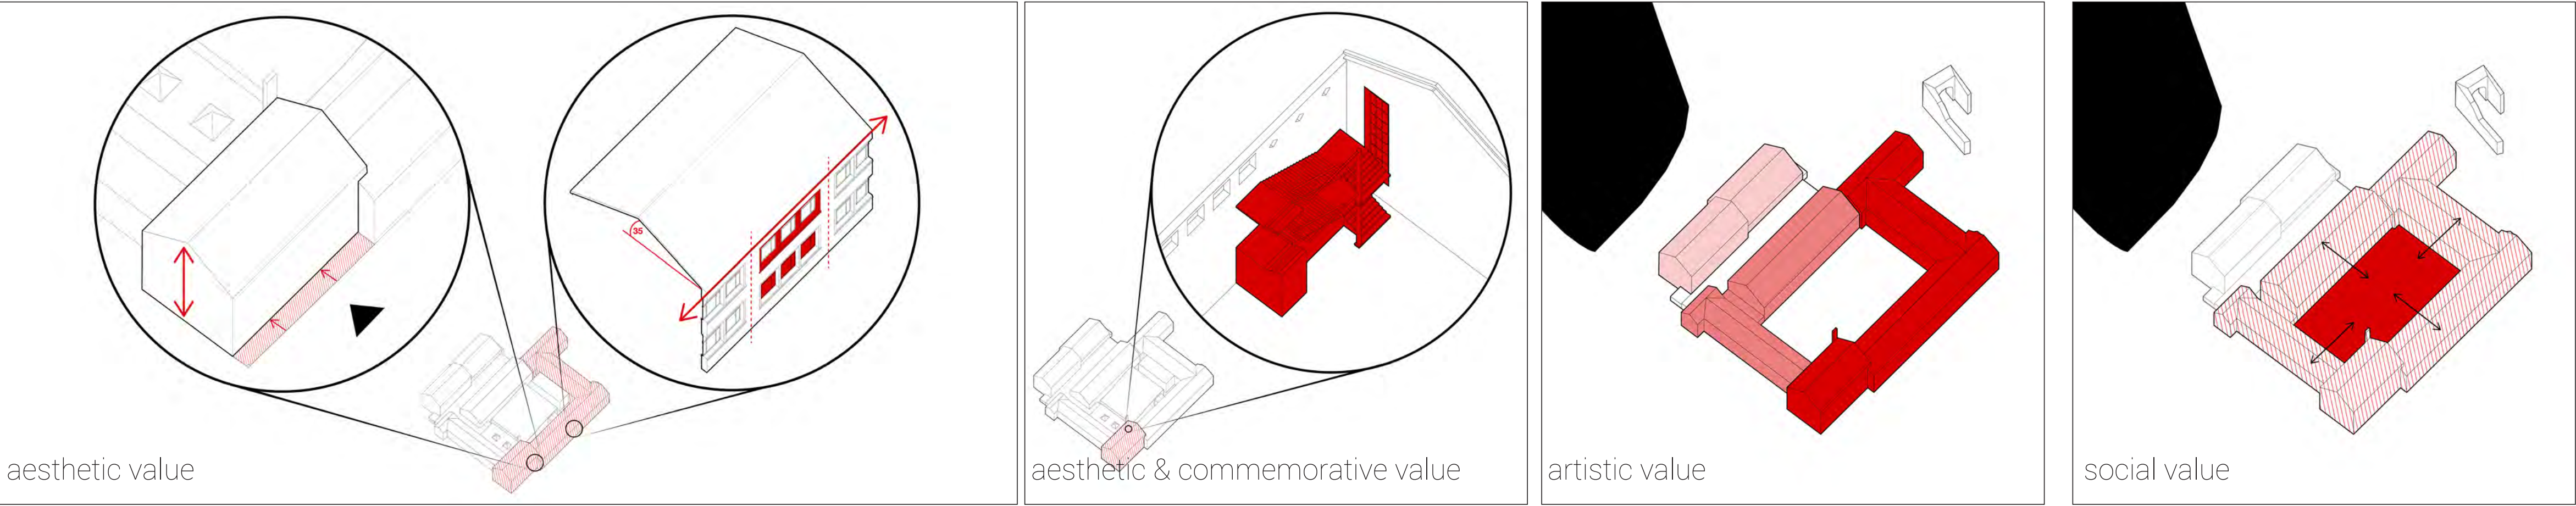 35
aesthetic value
aesthetic & commemorative value
artistic value
social value